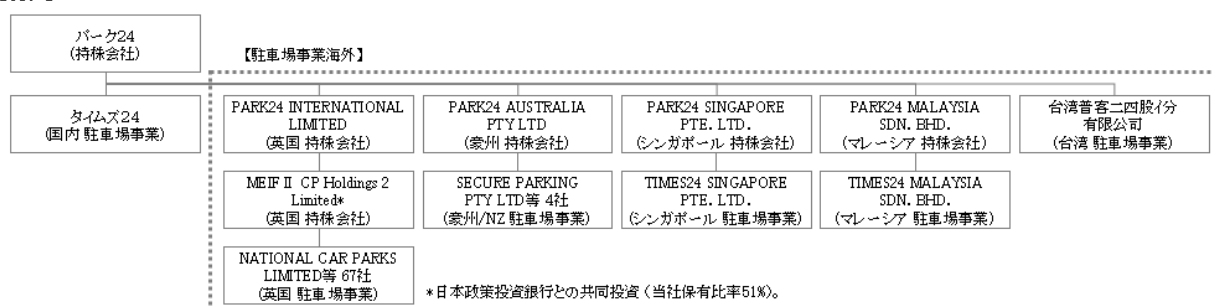 パーク24
(持株会社)
【駐車場事業海外】
タイムズ24
(国内 駐車場事業)
PARK24 INTERNATIONAL
LIMITED
(英国 持株会社)
PARK24 AUSTRALIA
PTY LTD
(豪州 持株会社)
PARK24 SINGAPORE
PTE. LTD.
(シンガポール 持株会社)
PARK24 MALAYSIA
SDN. BHD.
(マレーシア 持株会社)
台湾普客二四股イ分
有限公司
(台湾 駐車場事業)
MEIF II CP Holdings 2
Limited*
(英国 持株会社)
SECURE PARKING
PTY LTD等 4社
(豪州/NZ 駐車場事業)
TIMES24 SINGAPORE
PTE. LTD.
(シンガポール 駐車場事業)
TIMES24 MALAYSIA
SDN. BHD.
(マレーシア 駐車場事業)
NATIONAL CAR PARKS
LIMITED等 67社
(英国 駐車場事業)
*日本政策投資銀行との共同投資(当社保有比率51%)。